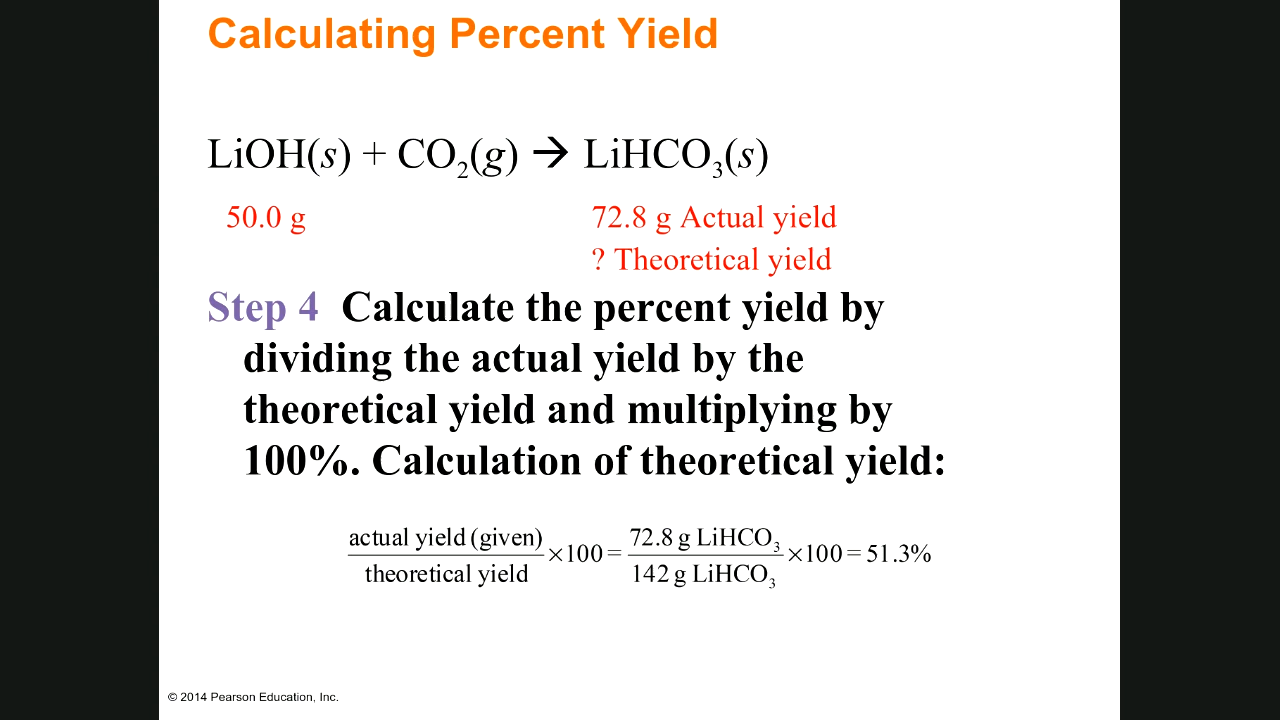 Calculating Percent Yield
LiOH(s) + CO₂(g) → LiHCO₃(s)
50.0 g 72.8 g Actual yield
? Theoretical yield
Step 4 Calculate the percent yield by
dividing the actual yield by the
theoretical yield and multiplying by
100%. Calculation of theoretical yield:
actual yield (given) / theoretical yield ×100 = 72.8 g LiHCO₃ / 142 g LiHCO₃ ×100 = 51.3%
© 2014 Pearson Education, Inc.